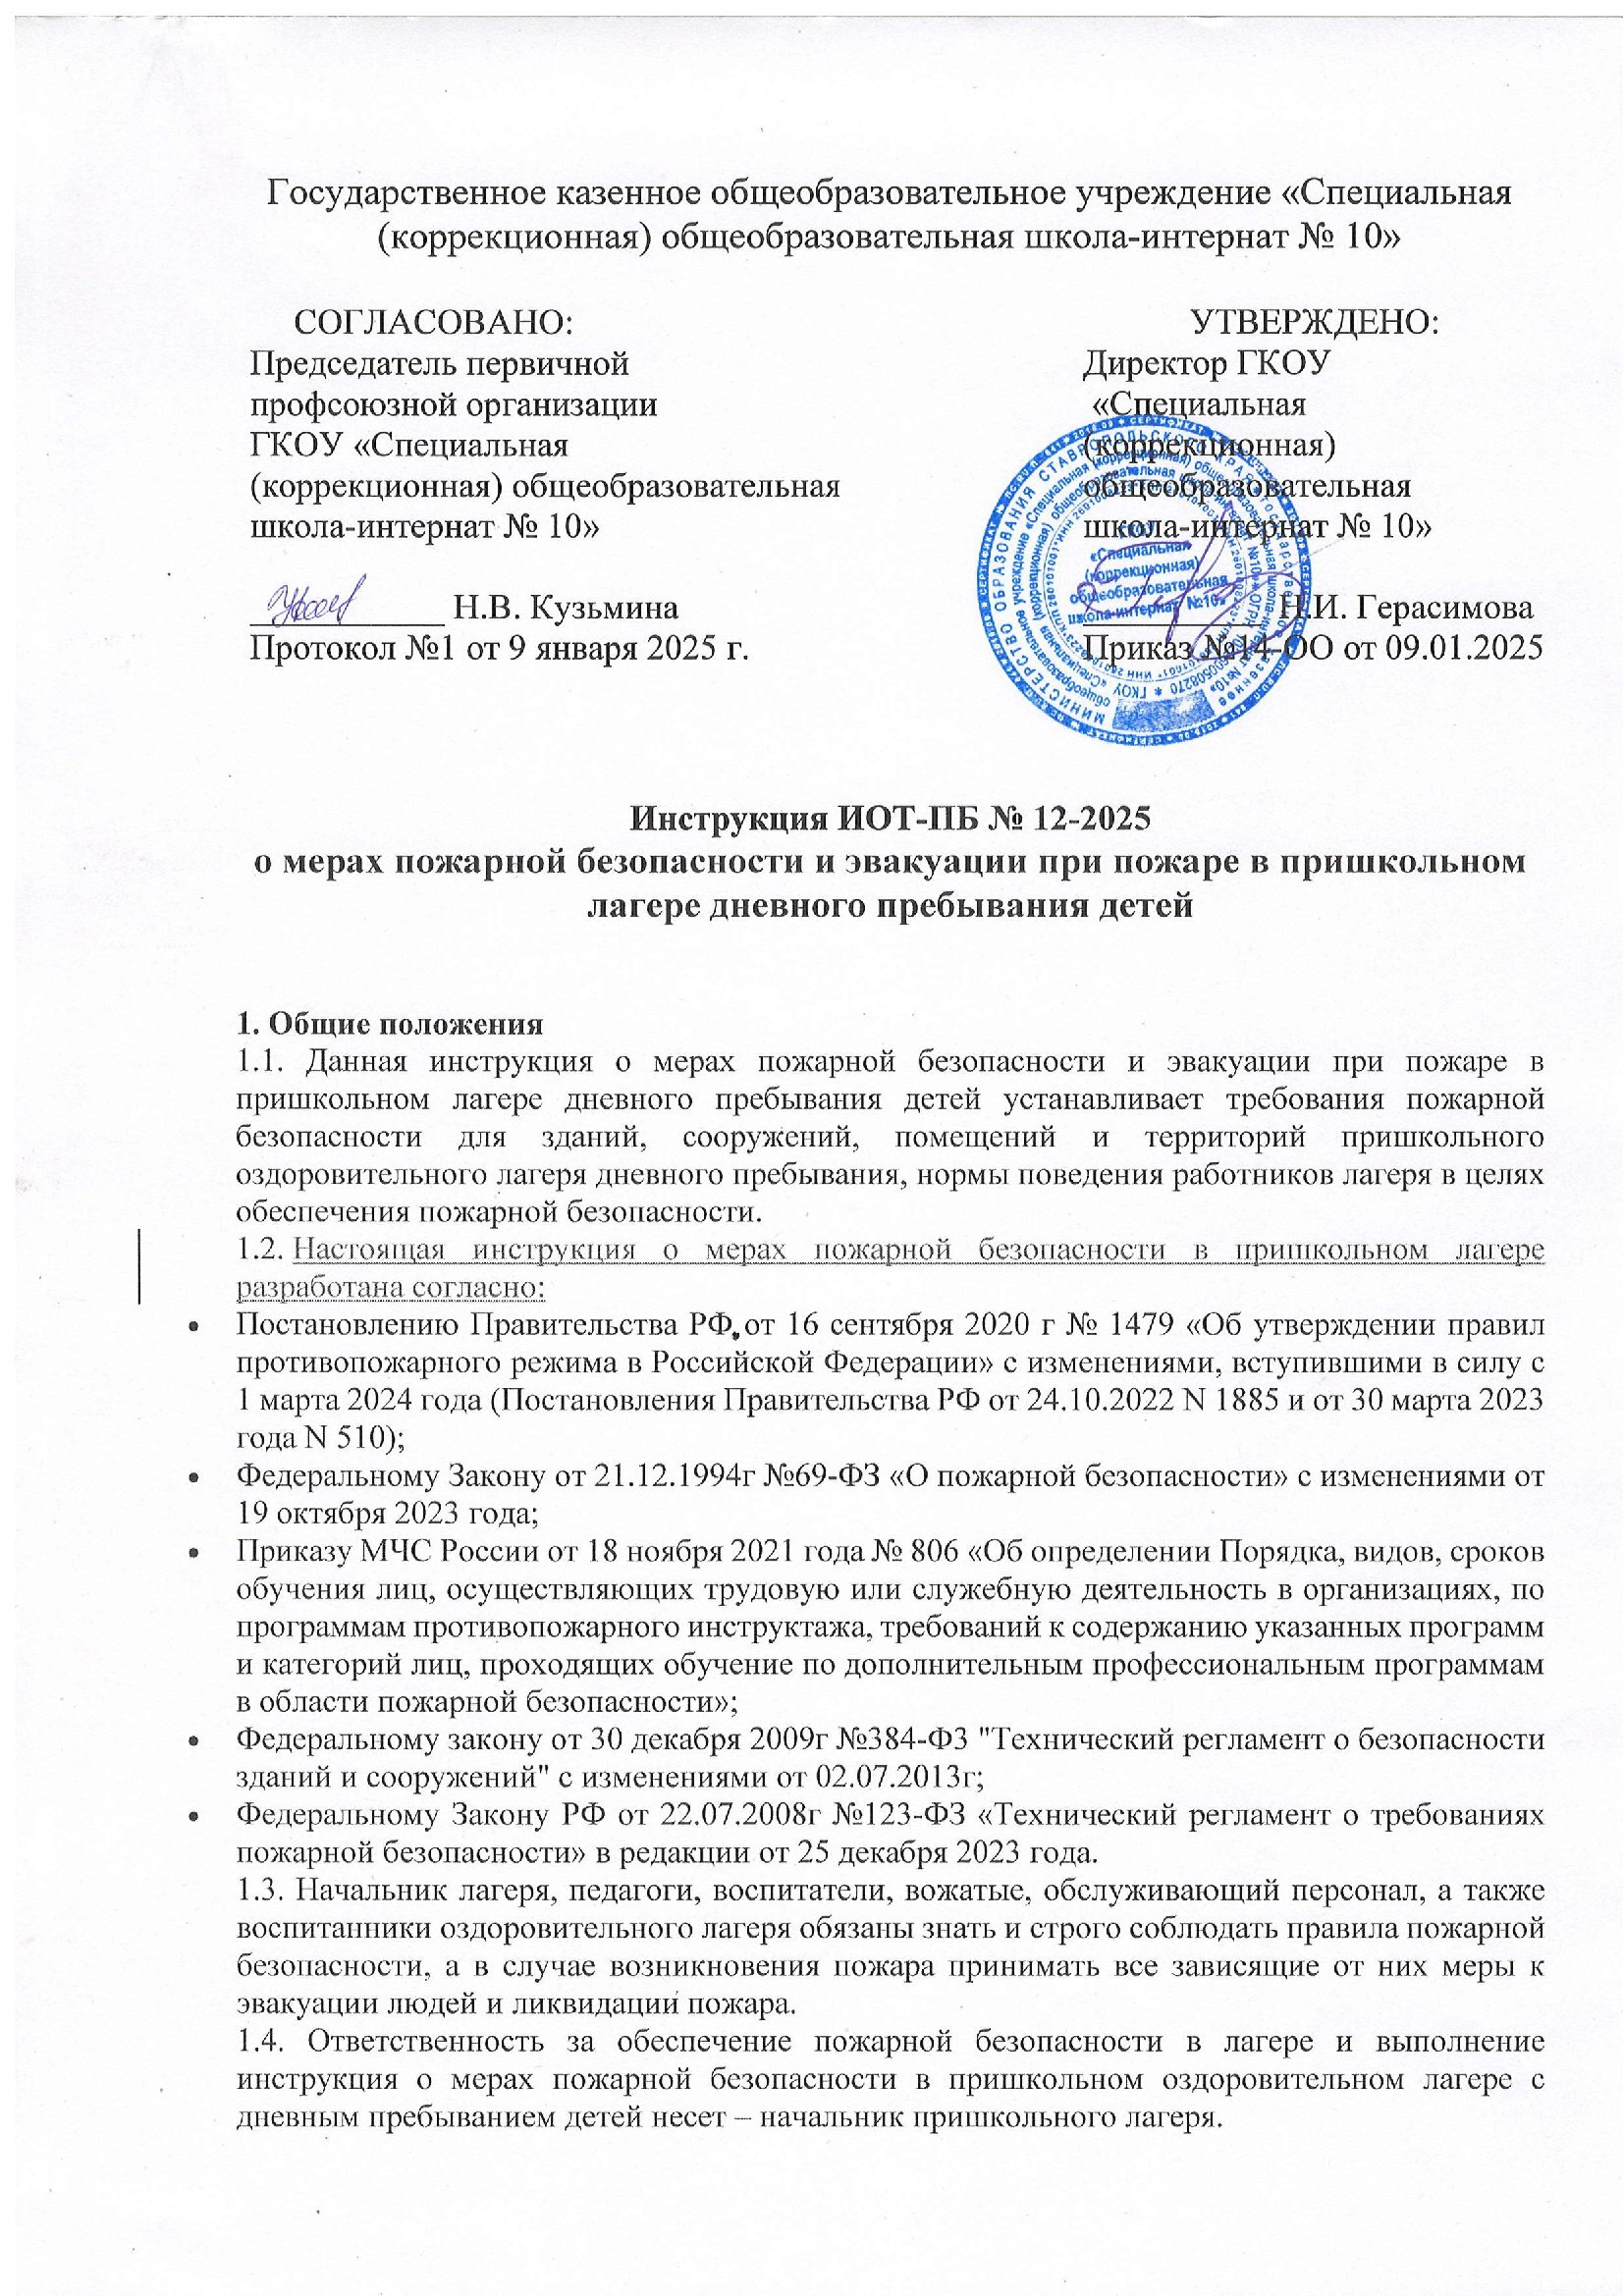 Государственное казенное общеобразовательное учреждение «Специальная
(коррекционная) общеобразовательная школа-интернат № 10»
СОГЛАСОВАНО:
Председатель первичной
профсоюзной организации
ГКОУ «Специальная
(коррекционная) общеобразовательная
школа-интернат № 10»
____________ Н.В. Кузьмина
Протокол №1 от 9 января 2025 г.
УТВЕРЖДЕНО:
Директор ГКОУ
«Специальная
(коррекционная)
общеобразовательная
школа-интернат № 10»
____________Н.И. Герасимова
Приказ №14-ОО от 09.01.2025
«Специальная
(коррекционная)
общеобразовательная
школа-интернат №10»
Инструкция ИОТ-ПБ № 12-2025
о мерах пожарной безопасности и эвакуации при пожаре в пришкольном
лагере дневного пребывания детей
1. Общие положения
1.1. Данная инструкция о мерах пожарной безопасности и эвакуации при пожаре в
пришкольном лагере дневного пребывания детей устанавливает требования пожарной
безопасности для зданий, сооружений, помещений и территорий пришкольного
оздоровительного лагеря дневного пребывания, нормы поведения работников лагеря в целях
обеспечения пожарной безопасности.
1.2. Настоящая инструкция о мерах пожарной безопасности в пришкольном лагере
разработана согласно:
• Постановлению Правительства РФ от 16 сентября 2020 г № 1479 «Об утверждении правил
противопожарного режима в Российской Федерации» с изменениями, вступившими в силу с
1 марта 2024 года (Постановления Правительства РФ от 24.10.2022 N 1885 и от 30 марта 2023
года N 510);
• Федеральному Закону от 21.12.1994г №69-ФЗ «О пожарной безопасности» с изменениями от
19 октября 2023 года;
• Приказу МЧС России от 18 ноября 2021 года № 806 «Об определении Порядка, видов, сроков
обучения лиц, осуществляющих трудовую или служебную деятельность в организациях, по
программам противопожарного инструктажа, требований к содержанию указанных программ
и категорий лиц, проходящих обучение по дополнительным профессиональным программам
в области пожарной безопасности»;
• Федеральному закону от 30 декабря 2009г №384-ФЗ "Технический регламент о безопасности
зданий и сооружений" с изменениями от 02.07.2013г;
• Федеральному Закону РФ от 22.07.2008г №123-ФЗ «Технический регламент о требованиях
пожарной безопасности» в редакции от 25 декабря 2023 года.
1.3. Начальник лагеря, педагоги, воспитатели, вожатые, обслуживающий персонал, а также
воспитанники оздоровительного лагеря обязаны знать и строго соблюдать правила пожарной
безопасности, а в случае возникновения пожара принимать все зависящие от них меры к
эвакуации людей и ликвидации пожара.
1.4. Ответственность за обеспечение пожарной безопасности в лагере и выполнение
инструкция о мерах пожарной безопасности в пришкольном оздоровительном лагере с
дневным пребыванием детей несет – начальник пришкольного лагеря.